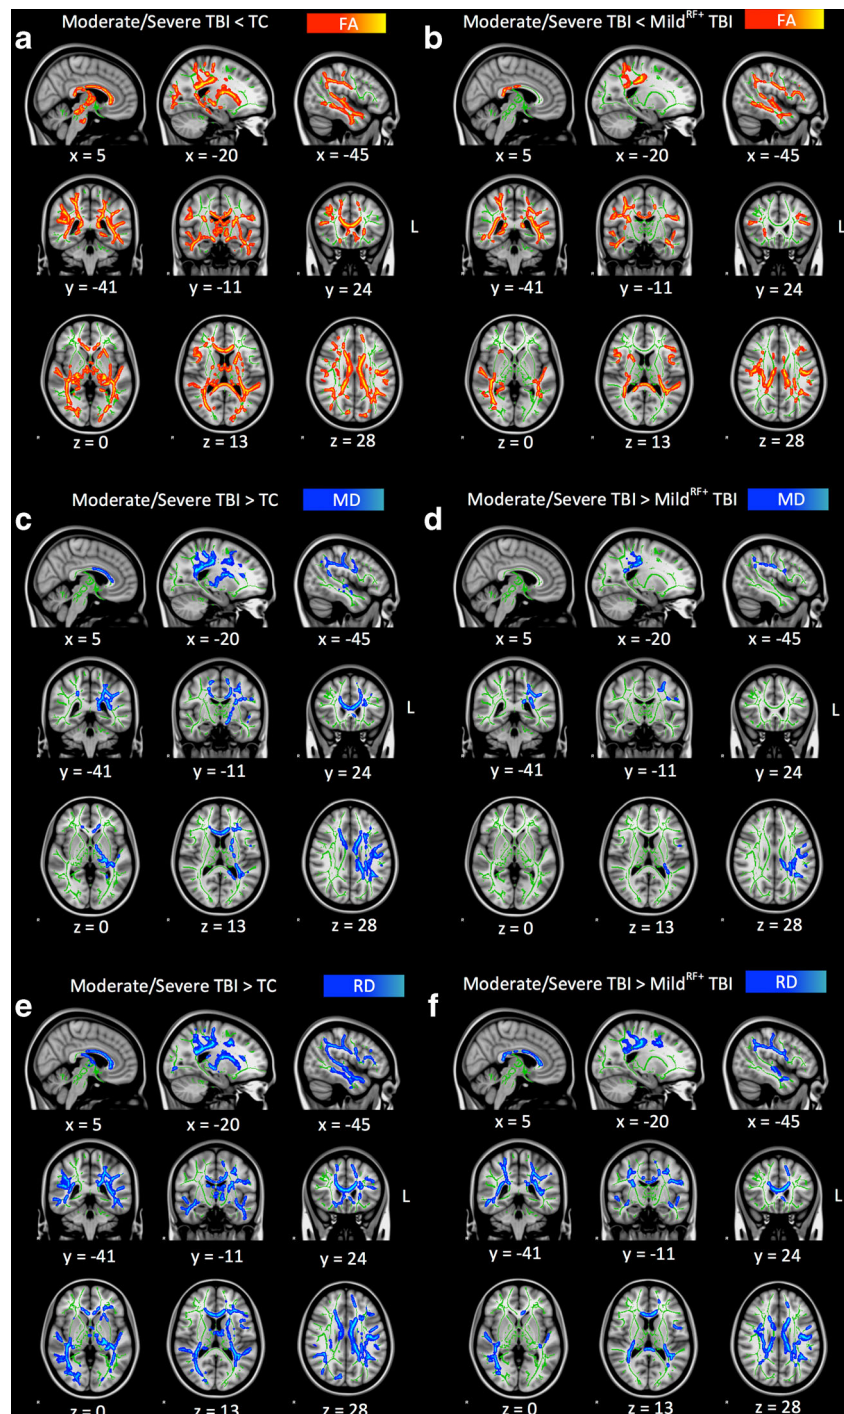 Moderate/Severe TBI < TC FA
Moderate/Severe TBI < Mild^RF+ TBI FA
a
b
x = 5 x = -20 x = -45
x = 5 x = -20 x = -45
L
L
y = -41 y = -11 y = 24
y = -41 y = -11 y = 24
z = 0 z = 13 z = 28
z = 0 z = 13 z = 28
Moderate/Severe TBI > TC MD
Moderate/Severe TBI > Mild^RF+ TBI MD
c
d
x = 5 x = -20 x = -45
x = 5 x = -20 x = -45
L
L
y = -41 y = -11 y = 24
y = -41 y = -11 y = 24
z = 0 z = 13 z = 28
z = 0 z = 13 z = 28
Moderate/Severe TBI > TC RD
Moderate/Severe TBI > Mild^RF+ TBI RD
e
f
x = 5 x = -20 x = -45
x = 5 x = -20 x = -45
L
L
y = -41 y = -11 y = 24
y = -41 y = -11 y = 24
z = 0 z = 13 z = 28
z = 0 z = 13 z = 28